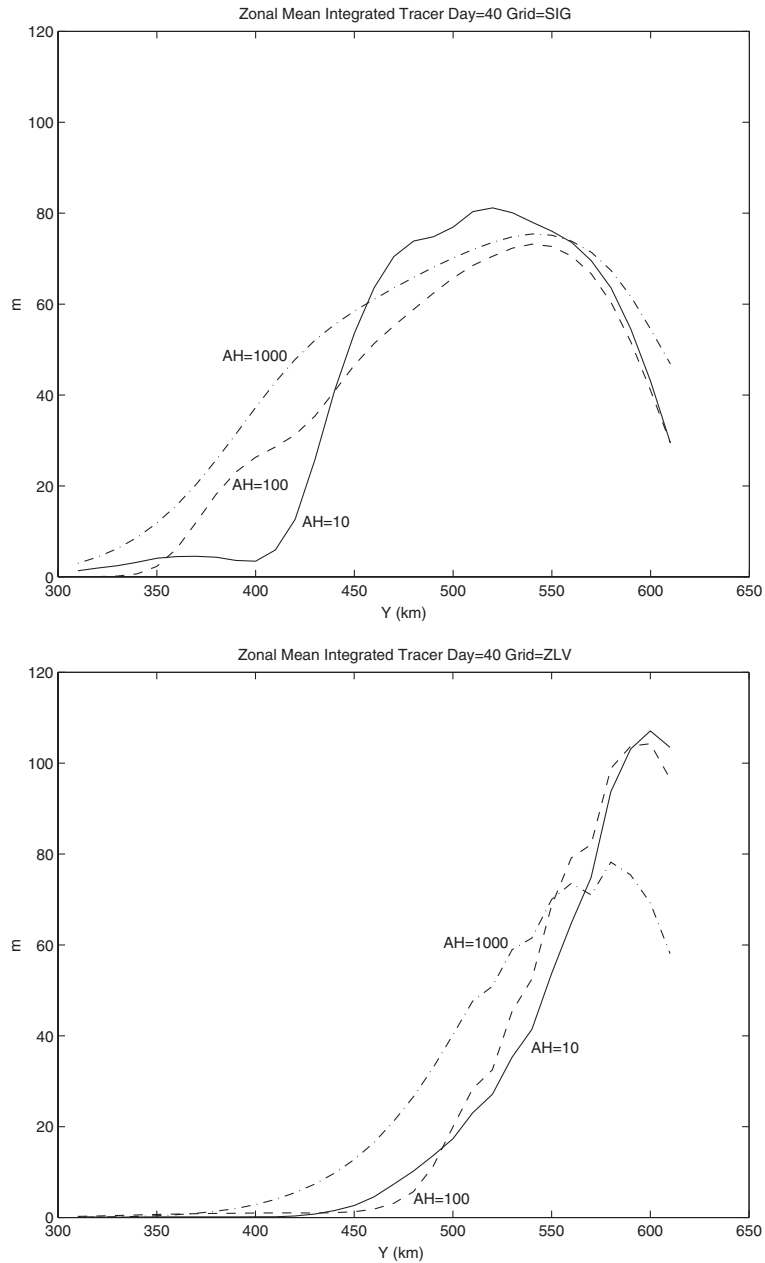 Zonal Mean Integrated Tracer Day=40 Grid=SIG
120
100
80
60
40
20
0
m
AH=1000
AH=100
AH=10
300 350 400 450 500 550 600 650
Y (km)
Zonal Mean Integrated Tracer Day=40 Grid=ZLV
120
100
80
60
40
20
0
m
AH=1000
AH=10
AH=100
300 350 400 450 500 550 600 650
Y (km)